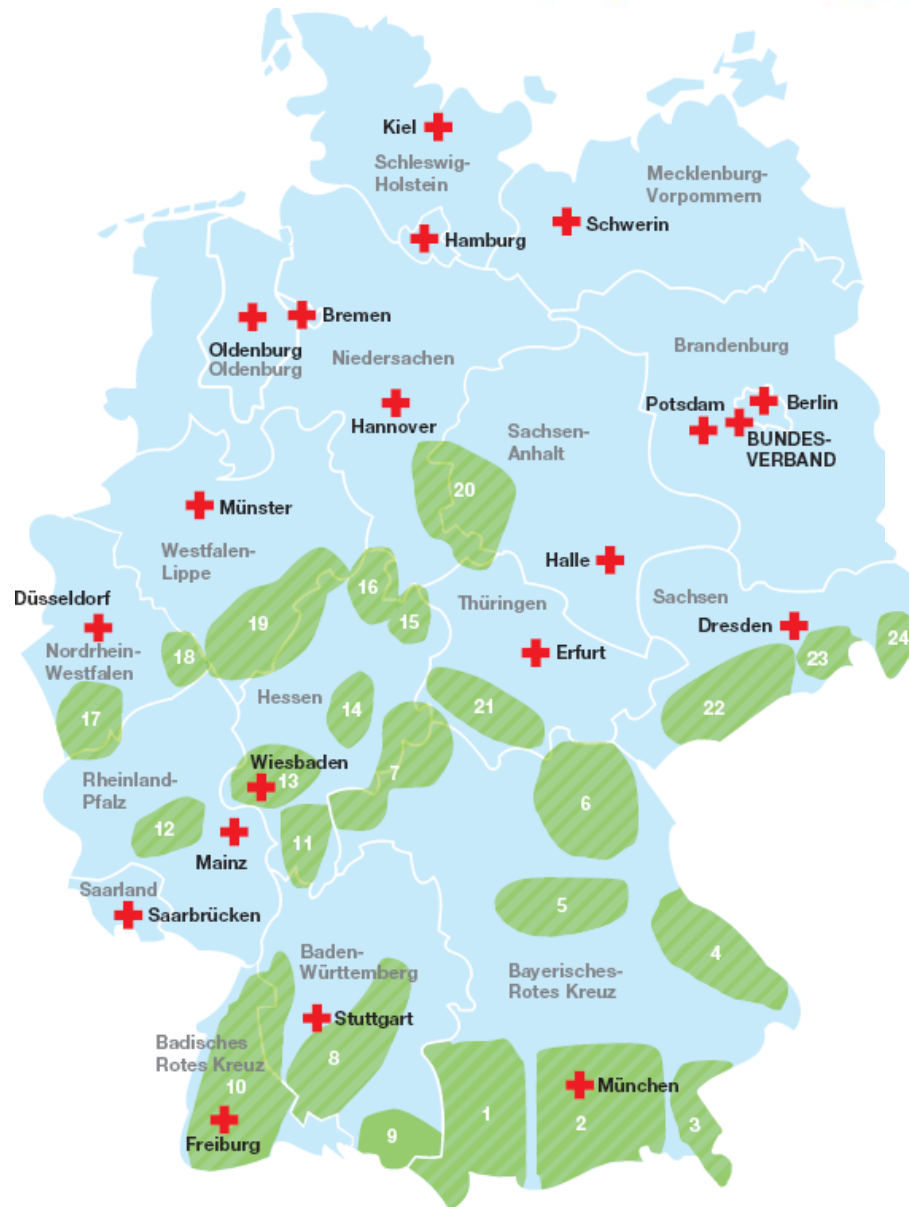 Kiel
Schleswig-
Holstein
Mecklenburg-
Vorpommern
Schwerin
Hamburg
Bremen
Oldenburg
Oldenburg
Niedersachen
Brandenburg
Hannover
Potsdam
Berlin
BUNDES-
VERBAND
Sachsen-
Anhalt
20
Münster
Westfalen-
Lippe
Halle
16
Thüringen
Sachsen
15
Düsseldorf
19
Dresden
Nordrhein-
Westfalen
18
Erfurt
23
24
Hessen
14
21
22
17
Wiesbaden
13
7
Rheinland-
Pfalz
6
12
11
Mainz
Saarland
Saarbrücken
5
4
Baden-
Württemberg
Bayerisches-
Rotes Kreuz
Stuttgart
Badisches
Rotes Kreuz
8
10
München
1
2
3
9
Freiburg